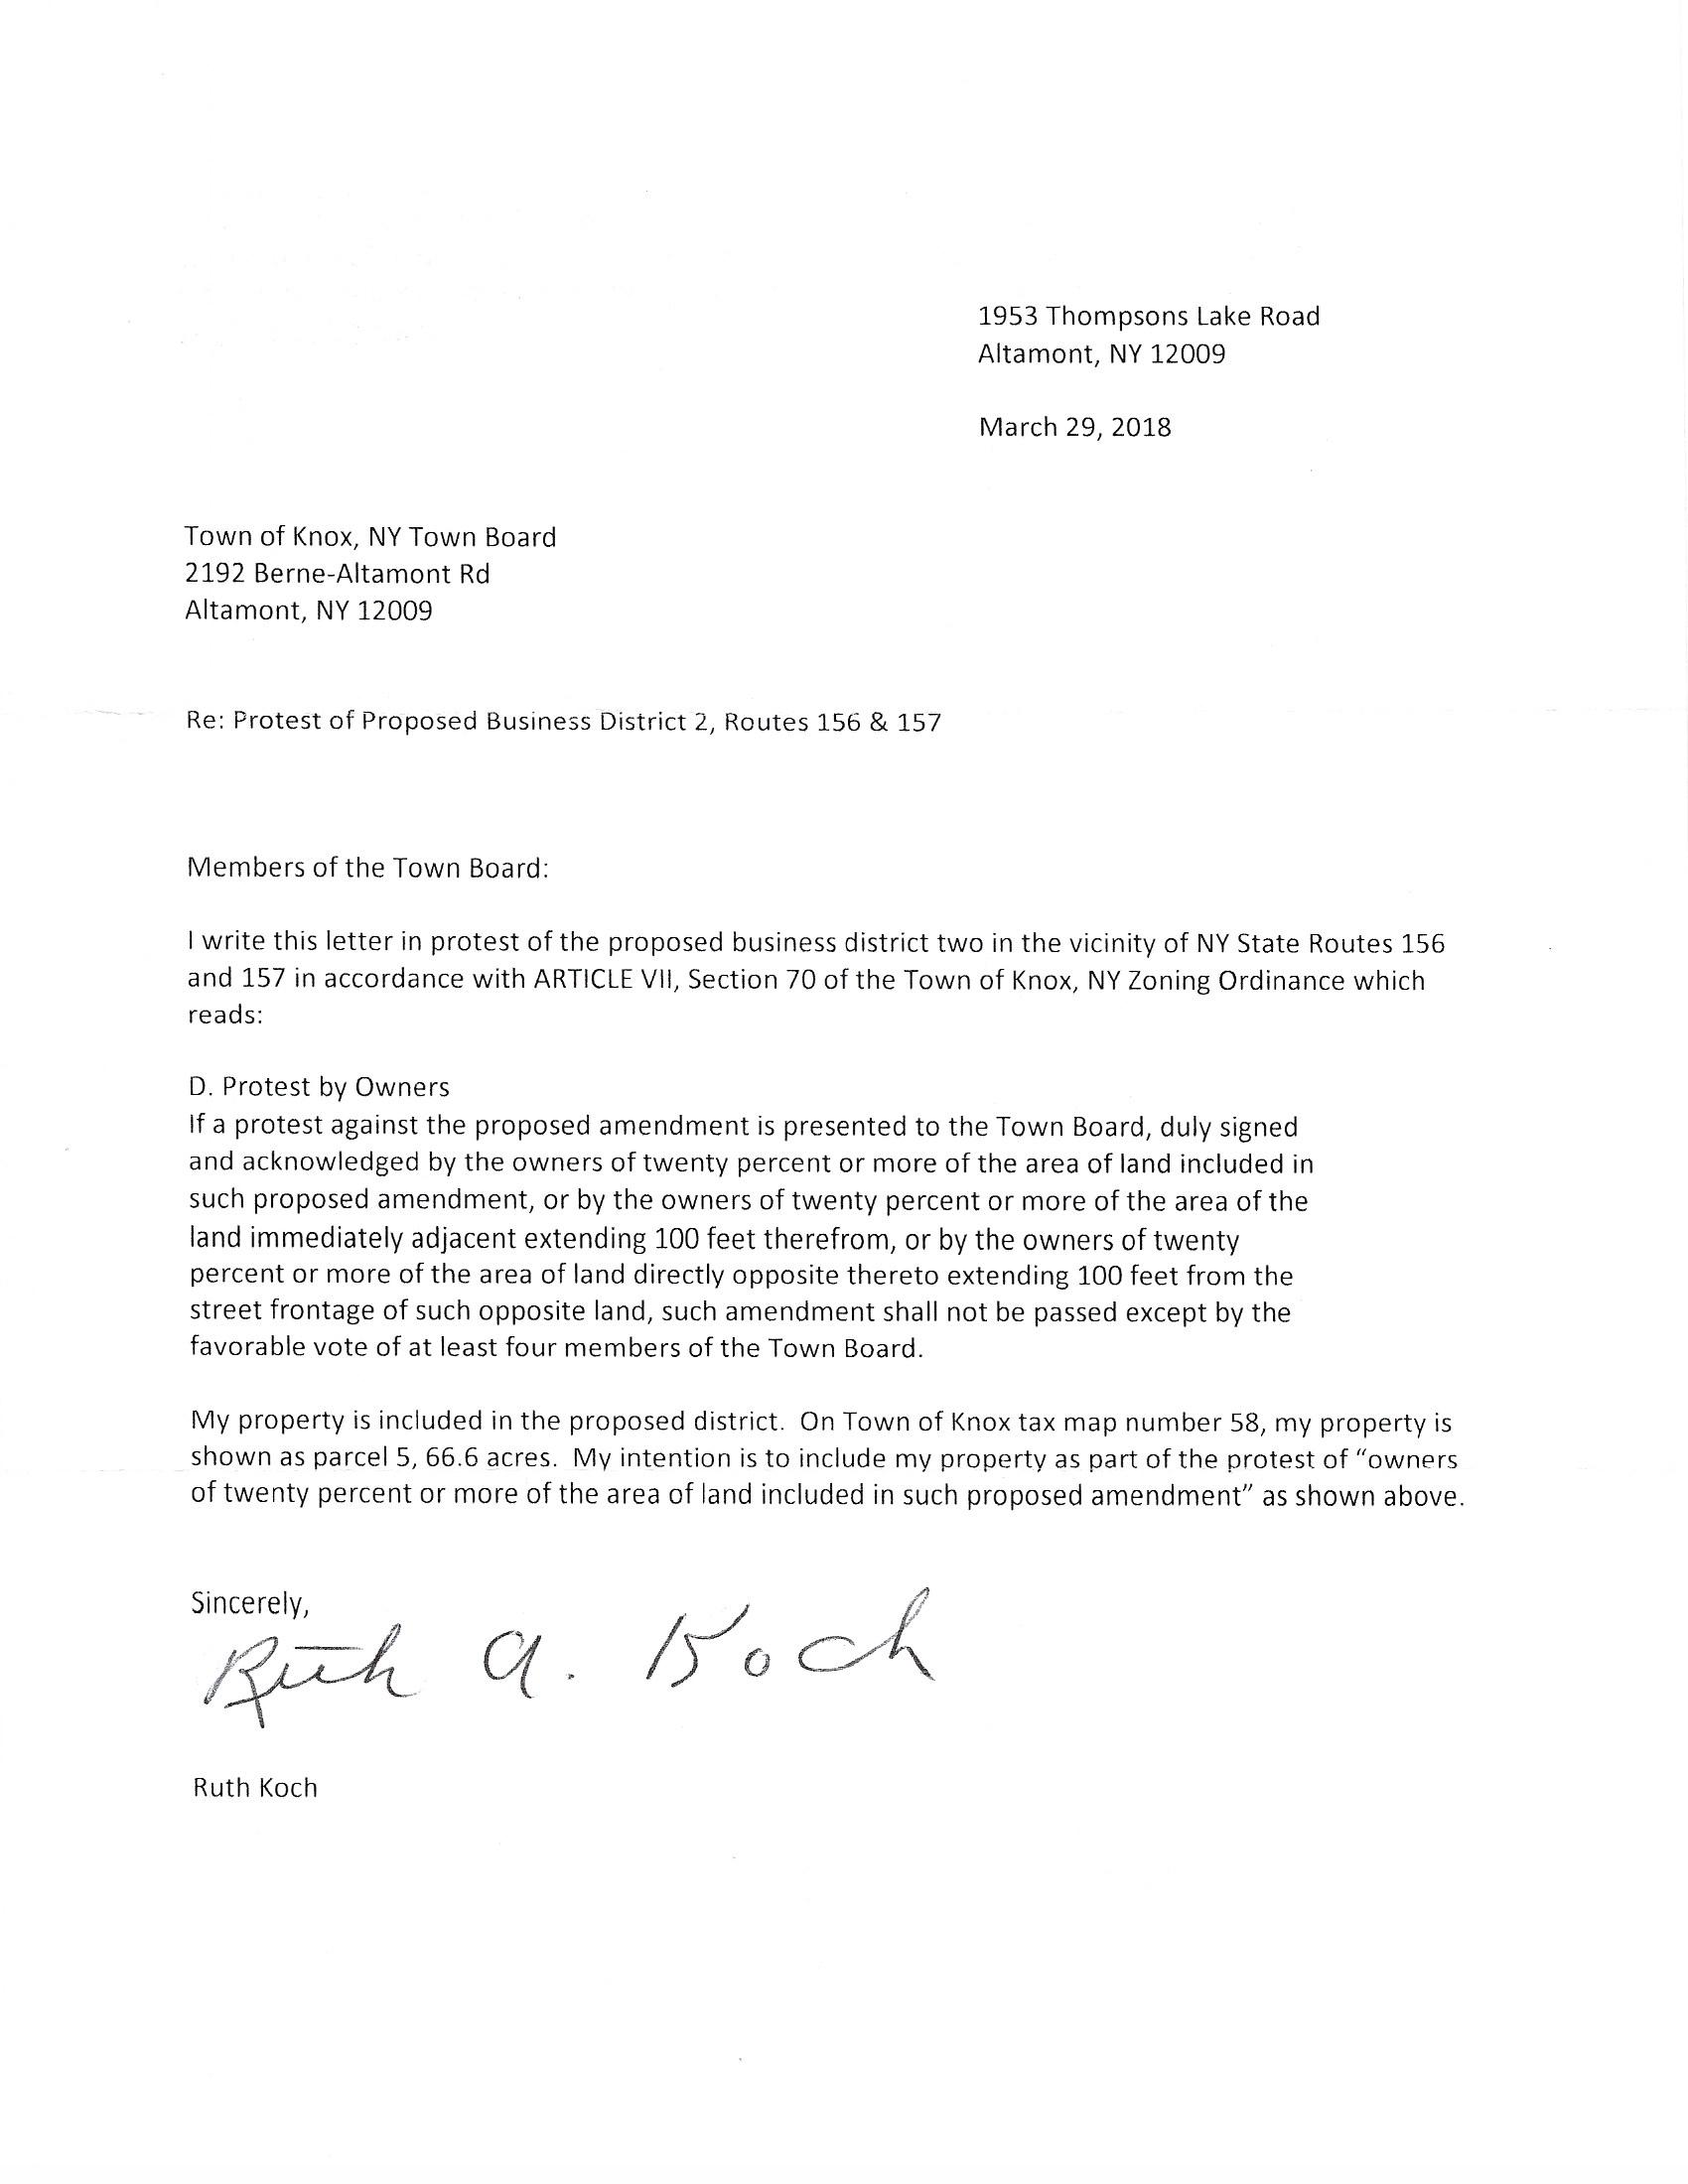 1953 Thompsons Lake Road
Altamont, NY 12009
March 29, 2018
Town of Knox, NY Town Board
2192 Berne-Altamont Rd
Altamont, NY 12009
Re: Protest of Proposed Business District 2, Routes 156 & 157
Members of the Town Board:
I write this letter in protest of the proposed business district two in the vicinity of NY State Routes 156
and 157 in accordance with ARTICLE VII, Section 70 of the Town of Knox, NY Zoning Ordinance which
reads:
D. Protest by Owners
If a protest against the proposed amendment is presented to the Town Board, duly signed
and acknowledged by the owners of twenty percent or more of the area of land included in
such proposed amendment, or by the owners of twenty percent or more of the area of the
land immediately adjacent extending 100 feet therefrom, or by the owners of twenty
percent or more of the area of land directly opposite thereto extending 100 feet from the
street frontage of such opposite land, such amendment shall not be passed except by the
favorable vote of at least four members of the Town Board.
My property is included in the proposed district.  On Town of Knox tax map number 58, my property is
shown as parcel 5, 66.6 acres.  My intention is to include my property as part of the protest of “owners
of twenty percent or more of the area of land included in such proposed amendment” as shown above.
Sincerely,
Ruth A. Koch
Ruth Koch